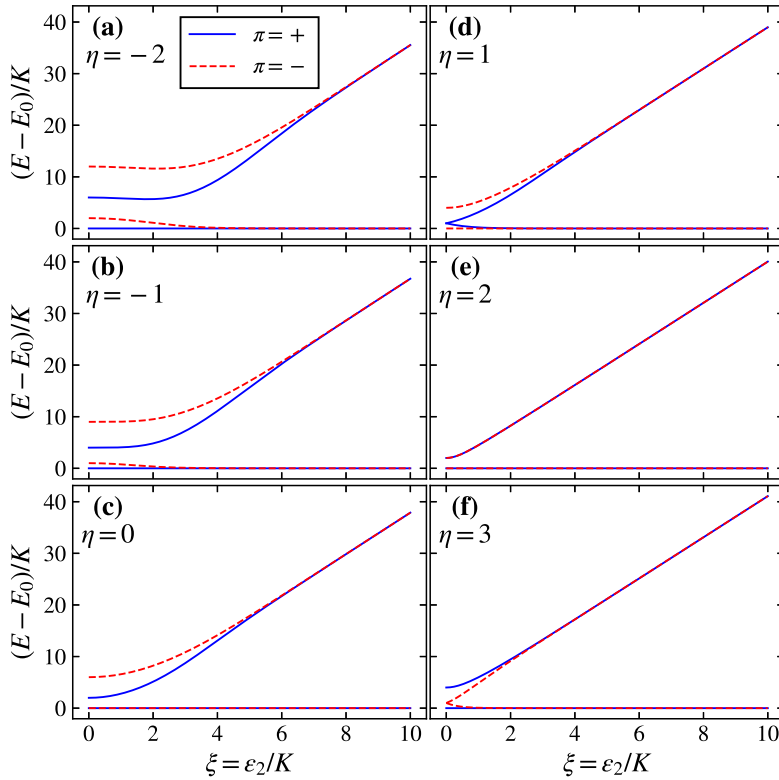 (a)
π = +
π = −
η = −2
(E − E₀)/K
40
30
20
10
0
(d)
η = 1
(b)
η = −1
(E − E₀)/K
40
30
20
10
0
(e)
η = 2
(c)
η = 0
(E − E₀)/K
40
30
20
10
0
0 2 4 6 8 10
ξ = ε₂/K
(f)
η = 3
0 2 4 6 8 10
ξ = ε₂/K